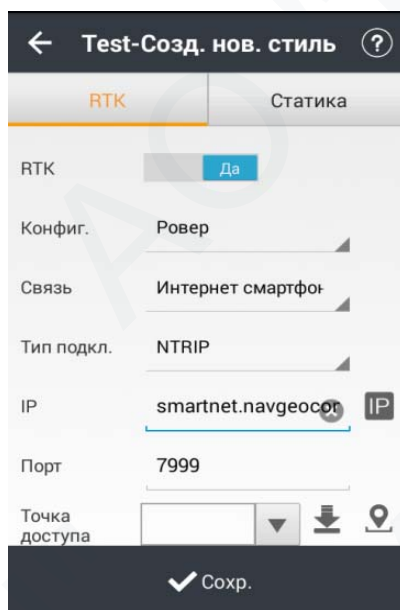 Test-Созд. нов. стиль ?
RTK Статика
RTK Да
Конфиг. Ровер
Связь Интернет смартфон
Тип подкл. NTRIP
IP smartnet.navgeocor IP
Порт 7999
Точка
доступа
Сохр.